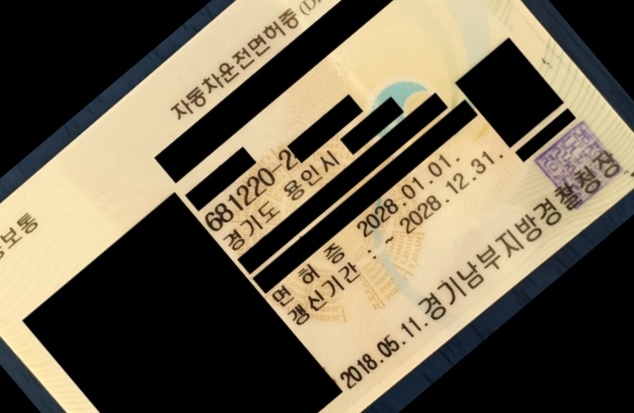 자동차운전면허증
1종보통
681220-2
경기도 용인시
면 허 증 2028.01.01.
갱신기간 : ~ 2028.12.31.
2018.05.11. 경기남부지방경찰청장